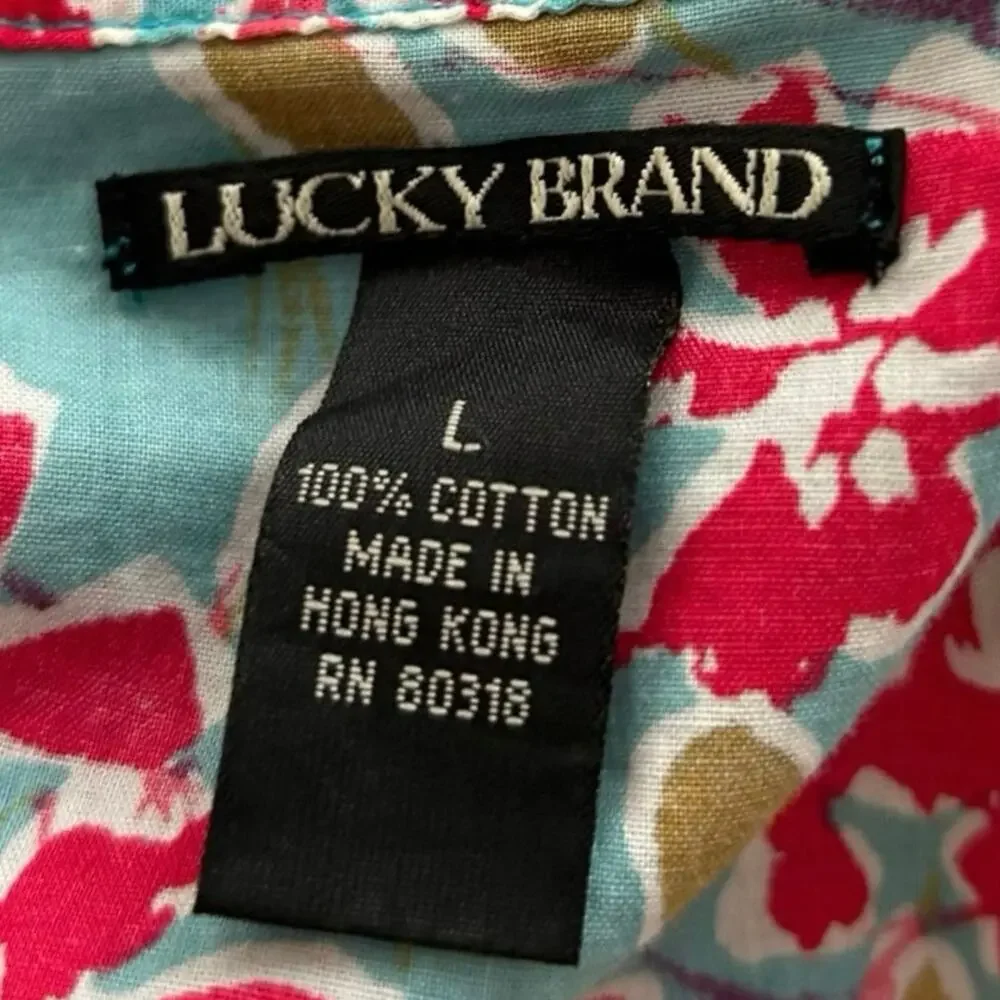 LUCKY BRAND
L
100% COTTON
MADE IN
HONG KONG
RN 80318